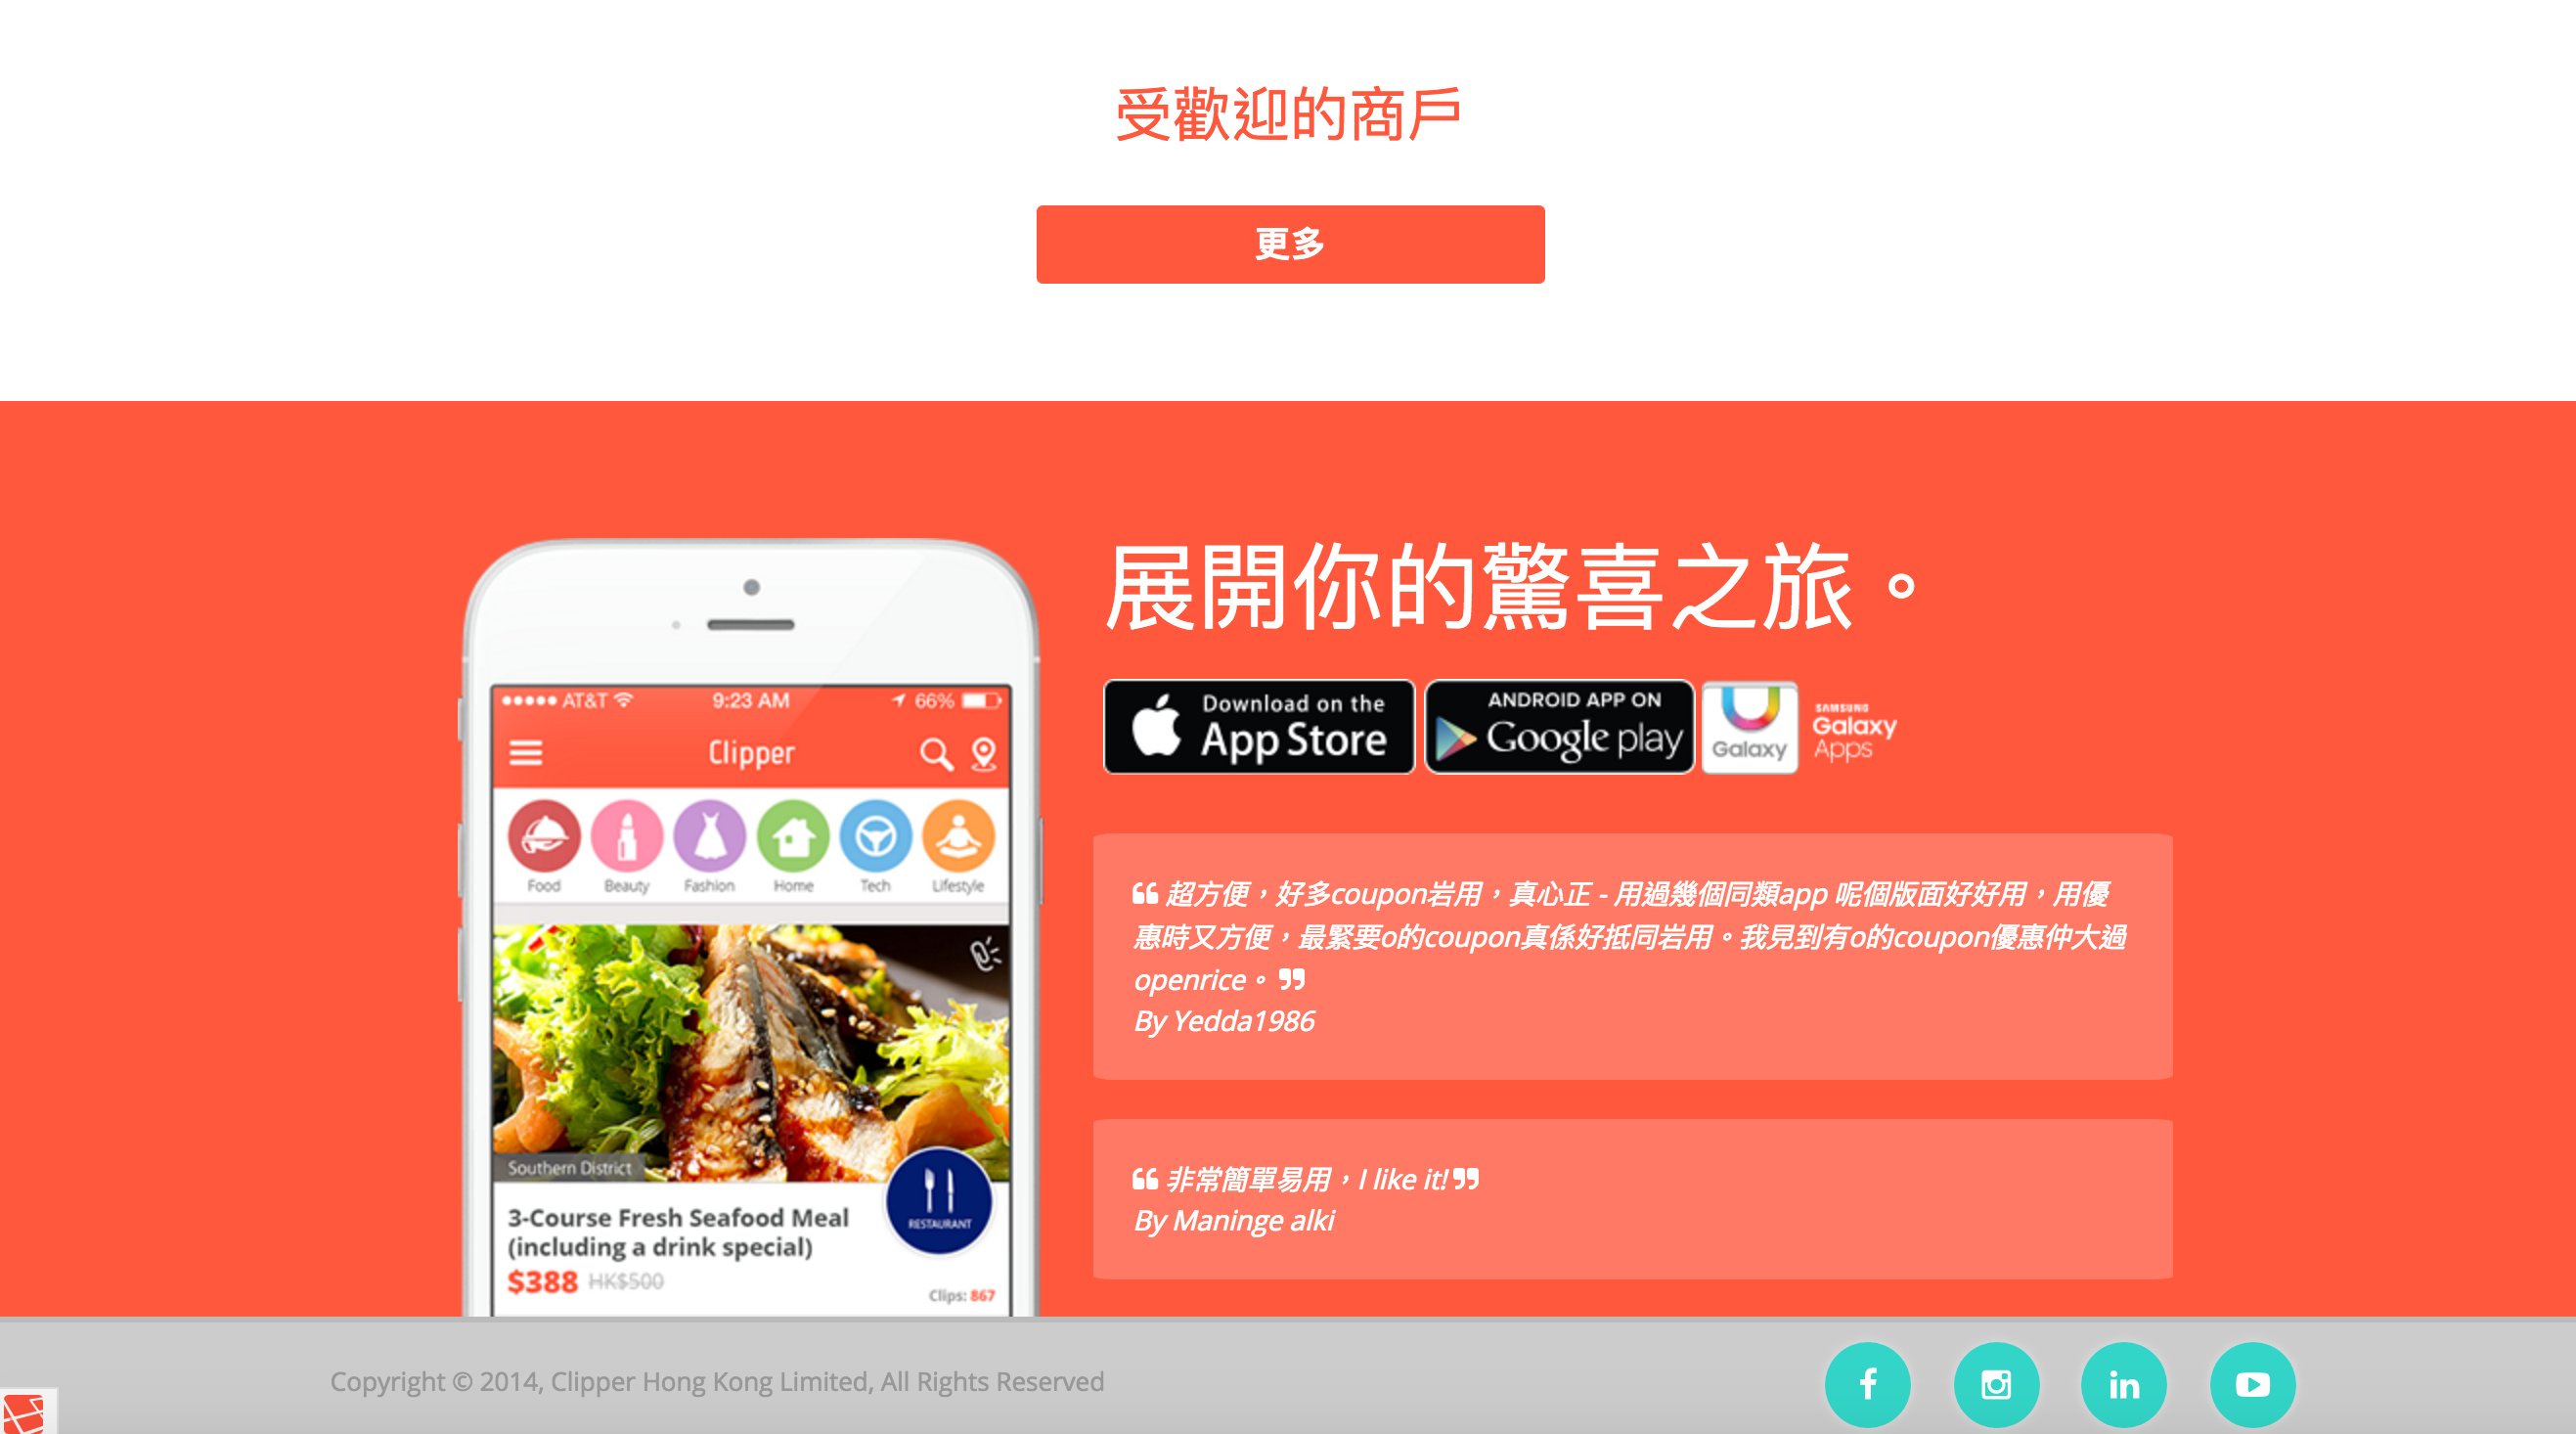 受歡迎的商戶
更多
展開你的驚喜之旅。
Download on the
App Store
ANDROID APP ON
Google play
Galaxy
SAMSUNG
Galaxy
Apps
AT&T 9:23 AM 66%
Clipper
Food Beauty Fashion Home Tech Lifestyle
Southern District
RESTAURANT
3-Course Fresh Seafood Meal
(including a drink special)
$388 HK$500
Clips: 867
超方便，好多coupon岩用，真心正 - 用過幾個同類app 呢個版面好好用，用優
惠時又方便，最緊要o的coupon真係好抵同岩用。我見到有o的coupon優惠仲大過
openrice。
By Yedda1986
非常簡單易用，I like it!
By Maninge alki
Copyright © 2014, Clipper Hong Kong Limited, All Rights Reserved